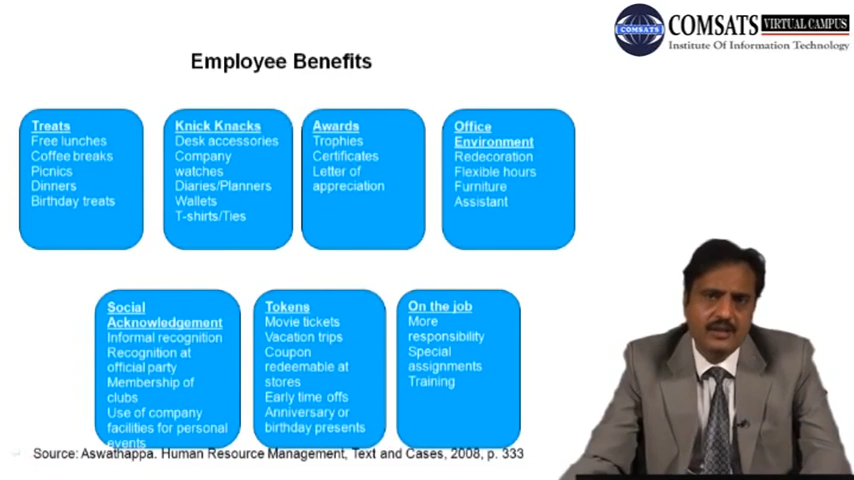 COMSATS
COMSATS VIRTUAL CAMPUS
Institute Of Information Technology
Employee Benefits
Treats
Free lunches
Coffee breaks
Picnics
Dinners
Birthday treats
Knick Knacks
Desk accessories
Company
watches
Diaries/Planners
Wallets
T-shirts/Ties
Awards
Trophies
Certificates
Letter of
appreciation
Office
Environment
Redecoration
Flexible hours
Furniture
Assistant
Social
Acknowledgement
Informal recognition
Recognition at
official party
Membership of
clubs
Use of company
facilities for personal
events
Tokens
Movie tickets
Vacation trips
Coupon
redeemable at
stores
Early time offs
Anniversary or
birthday presents
On the job
More
responsibility
Special
assignments
Training
Source: Aswathappa. Human Resource Management, Text and Cases, 2008, p. 333